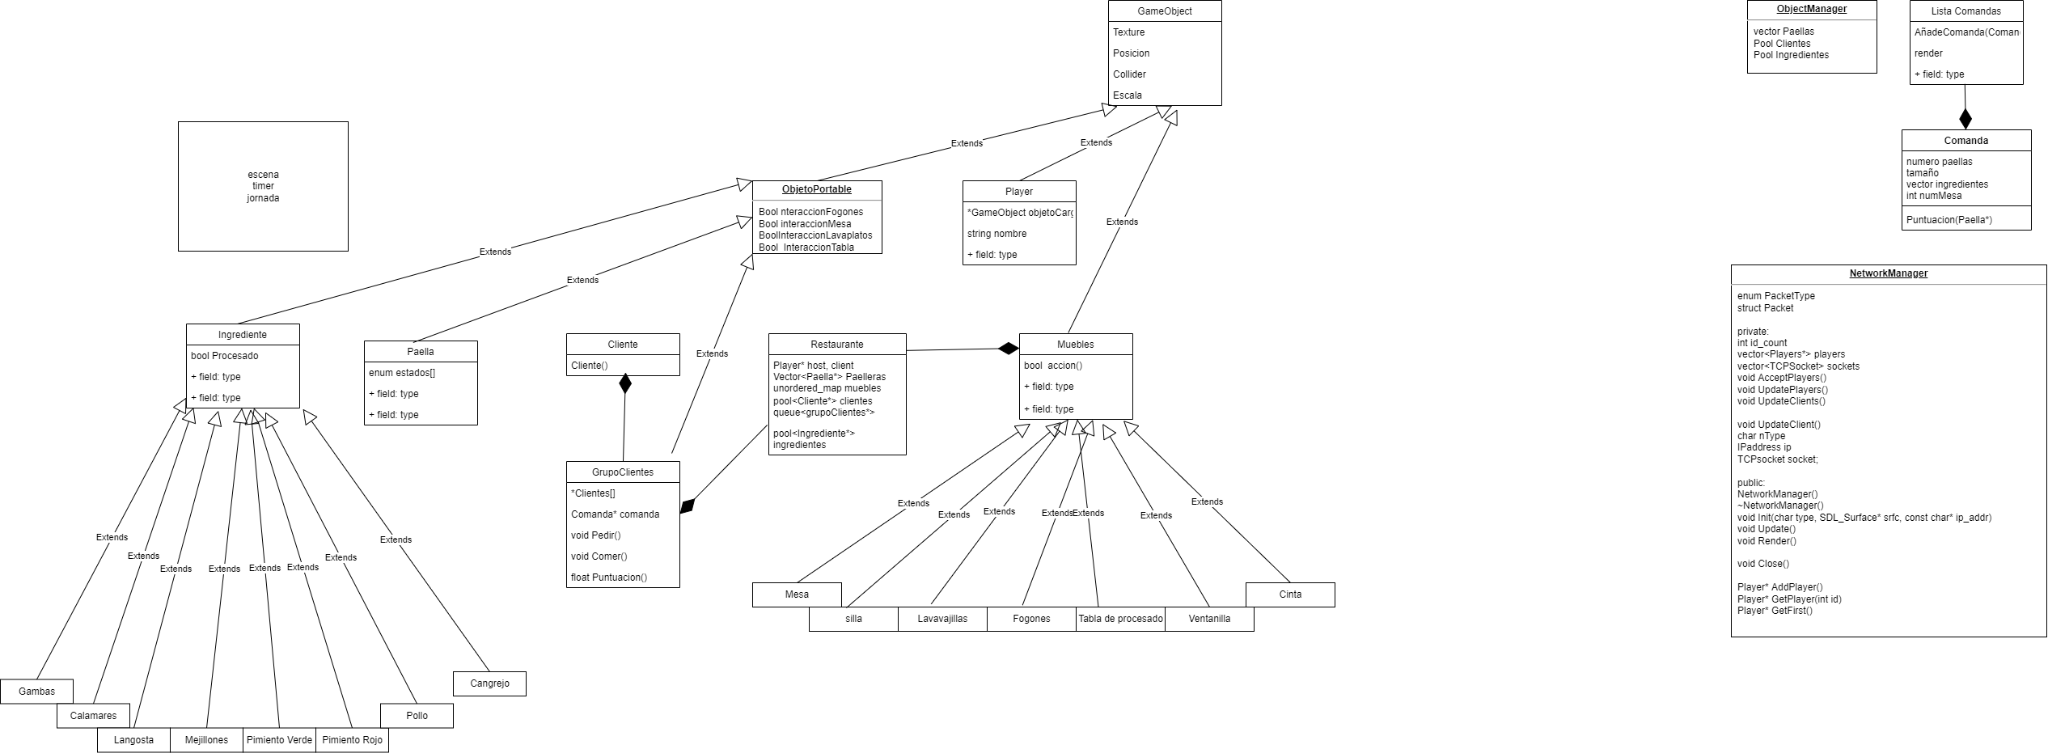 GameObject
Texture
Posicion
Collider
Escala
ObjectManager
vector Paellas
Pool Clientes
Pool Ingredientes
Lista Comandas
AñadeComanda(Coman
render
+ field: type
Comanda
numero paellas
tamaño
vector ingredientes
int numMesa
Puntuacion(Paella*)
escena
timer
jornada
Extends
Extends
Extends
Extends
Extends
Extends
ObjetoPortable
Bool nteraccionFogones
Bool interaccionMesa
BoolInteraccionLavaplatos
Bool  InteraccionTabla
Player
*GameObject objetoCarg
string nombre
+ field: type
NetworkManager
enum PacketType
struct Packet
private:
int id_count
vector<Players*> players
vector<TCPSocket> sockets
void AcceptPlayers()
void UpdatePlayers()
void UpdateClients()
void UpdateClient()
char nType
IPaddress ip
TCPsocket socket;
public:
NetworkManager()
~NetworkManager()
void Init(char type, SDL_Surface* srfc, const char* ip_addr)
void Update()
void Render()
void Close()
Player* AddPlayer()
Player* GetPlayer(int id)
Player* GetFirst()
Ingrediente
bool Procesado
+ field: type
+ field: type
Paella
enum estados[]
+ field: type
+ field: type
Cliente
Cliente()
Restaurante
Player* host, client
Vector<Paella*> Paelleras
unordered_map muebles
pool<Cliente*> clientes
queue<grupoClientes*>
pool<Ingrediente*>
ingredientes
Muebles
bool  accion()
+ field: type
+ field: type
GrupoClientes
*Clientes[]
Comanda* comanda
void Pedir()
void Comer()
float Puntuacion()
Extends
Extends
Extends
Extends
Extends
Extends
Extends
Mesa
silla
Lavavajillas
Fogones
Tabla de procesado
Ventanilla
Cinta
Extends
Extends
Extends
Extends
Extends
Extends
Extends
Extends
Gambas
Calamares
Langosta
Mejillones
Pimiento Verde
Pimiento Rojo
Pollo
Cangrejo